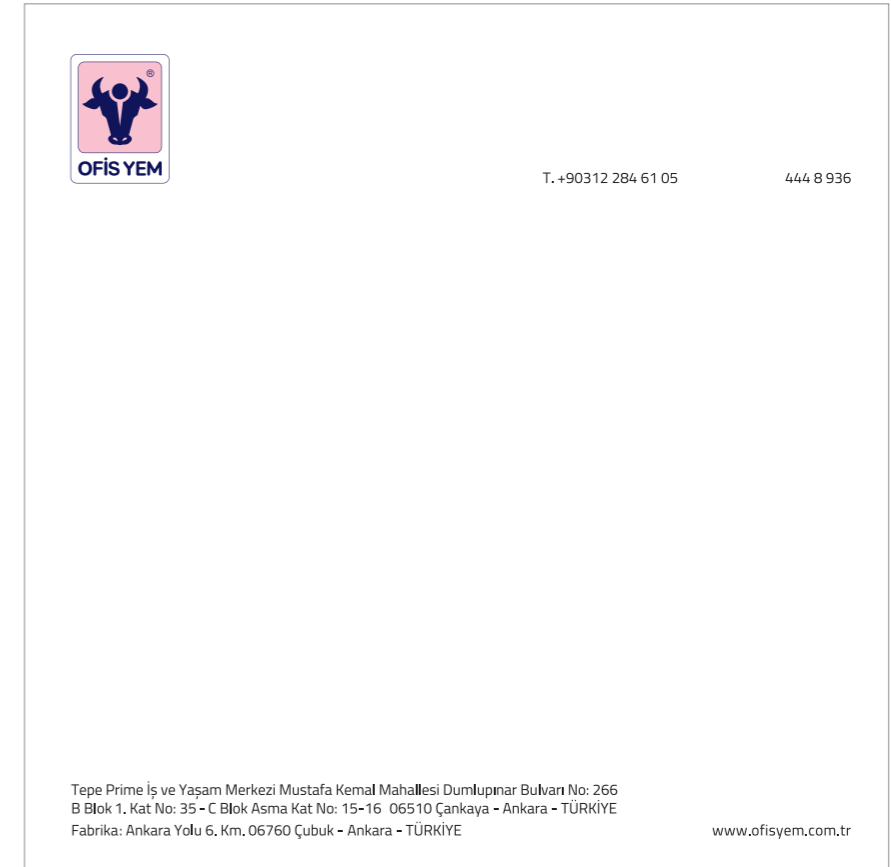 ®
OFİS YEM
T. +90312 284 61 05 444 8 936
Tepe Prime İş ve Yaşam Merkezi Mustafa Kemal Mahallesi Dumlupınar Bulvarı No: 266
B Blok 1. Kat No: 35 - C Blok Asma Kat No: 15-16 06510 Çankaya - Ankara - TÜRKİYE
Fabrika: Ankara Yolu 6. Km. 06760 Çubuk - Ankara - TÜRKİYE www.ofisyem.com.tr